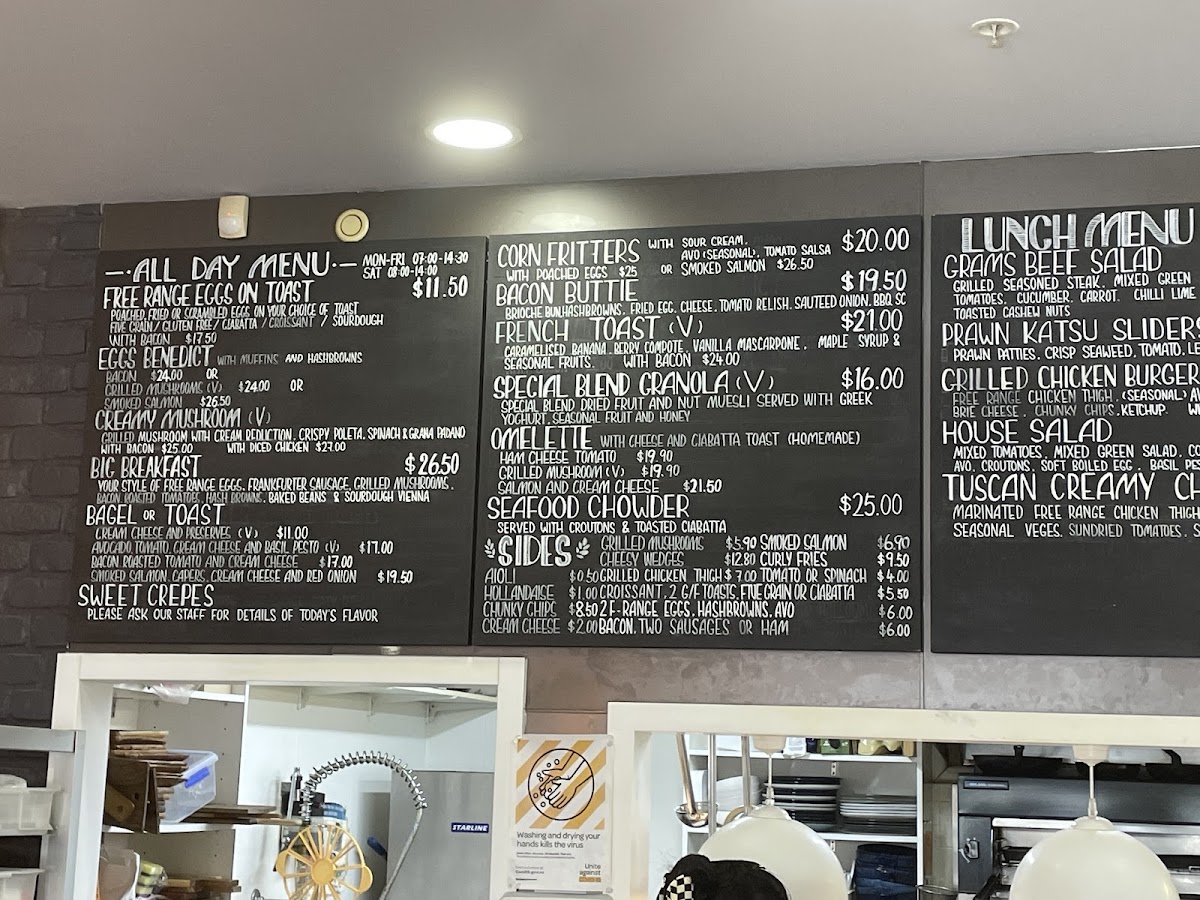 — ALL DAY MENU —
MON-FRI 07:00-14:30
SAT 08:00-14:00
FREE RANGE EGGS ON TOAST $11.50
POACHED, FRIED OR SCRAMBLED EGGS ON YOUR CHOICE OF TOAST
FIVE GRAIN / GLUTEN FREE / CIABATTA / CROISSANT / SOURDOUGH
WITH BACON $17.50
EGGS BENEDICT WITH MUFFINS AND HASHBROWNS
BACON $24.00 OR
GRILLED MUSHROOMS (V) $24.00 OR
SMOKED SALMON $26.50
CREAMY MUSHROOM (V)
GRILLED MUSHROOM WITH CREAM REDUCTION, CRISPY POLETA, SPINACH & GRANA PADANO
WITH BACON $25.00 WITH DICED CHICKEN $27.00
BIG BREAKFAST $26.50
YOUR STYLE OF FREE RANGE EGGS, FRANKFURTER SAUSAGE, GRILLED MUSHROOMS,
BACON, ROASTED TOMATOES, HASH BROWNS, BAKED BEANS & SOURDOUGH VIENNA
BAGEL OR TOAST
CREAM CHEESE AND PRESERVES (V) $11.00
AVOCADO, TOMATO, CREAM CHEESE AND BASIL PESTO (V) $17.00
BACON, ROASTED TOMATO AND CREAM CHEESE $17.00
SMOKED SALMON, CAPERS, CREAM CHEESE AND RED ONION $19.50
SWEET CREPES
PLEASE ASK OUR STAFF FOR DETAILS OF TODAY'S FLAVOR
CORN FRITTERS WITH SOUR CREAM, $20.00
AVO (SEASONAL), TOMATO SALSA
WITH POACHED EGGS $25 OR SMOKED SALMON $26.50
BACON BUTTIE $19.50
BRIOCHE BUN,HASHBROWNS, FRIED EGG, CHEESE, TOMATO RELISH, SAUTEED ONION, BBQ SC
FRENCH TOAST (V) $21.00
CARAMELISED BANANA, BERRY COMPOTE, VANILLA MASCARPONE, MAPLE SYRUP &
SEASONAL FRUITS. WITH BACON $24.00
SPECIAL BLEND GRANOLA (V) $16.00
SPECIAL BLEND DRIED FRUIT AND NUT MUESLI SERVED WITH GREEK
YOGHURT, SEASONAL FRUIT AND HONEY
OMELETTE WITH CHEESE AND CIABATTA TOAST (HOMEMADE)
HAM CHEESE TOMATO $19.90
GRILLED MUSHROOM (V) $19.90
SALMON AND CREAM CHEESE $21.50
SEAFOOD CHOWDER $25.00
SERVED WITH CROUTONS & TOASTED CIABATTA
SIDES
GRILLED MUSHROOMS $5.90 SMOKED SALMON $6.90
CHEESY WEDGES $12.80 CURLY FRIES $9.50
AIOLI $0.50 GRILLED CHICKEN THIGH $7.00 TOMATO OR SPINACH $4.00
HOLLANDAISE $1.00 CROISSANT, 2 G/F TOASTS, FIVE GRAIN OR CIABATTA $5.50
CHUNKY CHIPS $8.50 2 F-RANGE EGGS, HASHBROWNS, AVO $6.00
CREAM CHEESE $2.00 BACON, TWO SAUSAGES OR HAM $6.00
LUNCH MENU
GRAMS BEEF SALAD
GRILLED SEASONED STEAK, MIXED GREEN
TOMATOES, CUCUMBER, CARROT, CHILLI LIME
TOASTED CASHEW NUTS
PRAWN KATSU SLIDERS
PRAWN PATTIES, CRISP SEAWEED, TOMATO, LE
GRILLED CHICKEN BURGER
FREE RANGE CHICKEN THIGH, (SEASONAL) AV
BRIE CHEESE, CHUNKY CHIPS, KETCHUP. W
HOUSE SALAD
MIXED TOMATOES, MIXED GREEN SALAD, CO
AVO, CROUTONS, SOFT BOILED EGG, BASIL PES
TUSCAN CREAMY CH
MARINATED FREE RANGE CHICKEN THIGH
SEASONAL VEGES, SUNDRIED TOMATOES, S
STARLINE
Washing and drying your
hands kills the virus
Unite
against